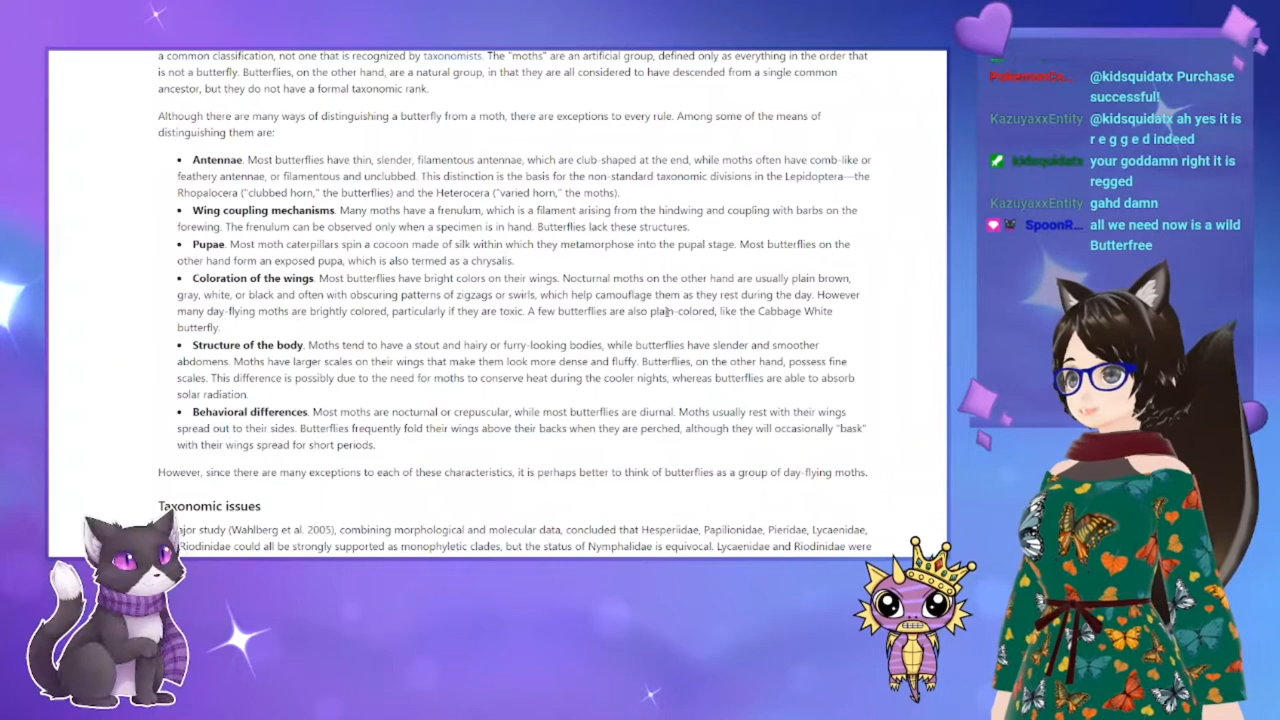 a common classification, not one that is recognized by taxonomists. The "moths" are an artificial group, defined only as everything in the order that
is not a butterfly. Butterflies, on the other hand, are a natural group, in that they are all considered to have descended from a single common
ancestor, but they do not have a formal taxonomic rank.
Although there are many ways of distinguishing a butterfly from a moth, there are exceptions to every rule. Among some of the means of
distinguishing them are:
• Antennae. Most butterflies have thin, slender, filamentous antennae, which are club-shaped at the end, while moths often have comb-like or
feathery antennae, or filamentous and unclubbed. This distinction is the basis for the non-standard taxonomic divisions in the Lepidoptera—the
Rhopalocera ("clubbed horn," the butterflies) and the Heterocera ("varied horn," the moths).
• Wing coupling mechanisms. Many moths have a frenulum, which is a filament arising from the hindwing and coupling with barbs on the
forewing. The frenulum can be observed only when a specimen is in hand. Butterflies lack these structures.
• Pupae. Most moth caterpillars spin a cocoon made of silk within which they metamorphose into the pupal stage. Most butterflies on the
other hand form an exposed pupa, which is also termed as a chrysalis.
• Coloration of the wings. Most butterflies have bright colors on their wings. Nocturnal moths on the other hand are usually plain brown,
gray, white, or black and often with obscuring patterns of zigzags or swirls, which help camouflage them as they rest during the day. However
many day-flying moths are brightly colored, particularly if they are toxic. A few butterflies are also plain-colored, like the Cabbage White
butterfly.
• Structure of the body. Moths tend to have a stout and hairy or furry-looking bodies, while butterflies have slender and smoother
abdomens. Moths have larger scales on their wings that make them look more dense and fluffy. Butterflies, on the other hand, possess fine
scales. This difference is possibly due to the need for moths to conserve heat during the cooler nights, whereas butterflies are able to absorb
solar radiation.
• Behavioral differences. Most moths are nocturnal or crepuscular, while most butterflies are diurnal. Moths usually rest with their wings
spread out to their sides. Butterflies frequently fold their wings above their backs when they are perched, although they will occasionally "bask"
with their wings spread for short periods.
However, since there are many exceptions to each of these characteristics, it is perhaps better to think of butterflies as a group of day-flying moths.
Taxonomic issues
study (Wahlberg et al. 2005), combining morphological and molecular data, concluded that Hesperiidae, Papilionidae, Pieridae, Lycaenidae,
Riodinidae could all be strongly supported as monophyletic clades, but the status of Nymphalidae is equivocal. Lycaenidae and Riodinidae were
PokemonCo... @kidsquidatx Purchase
successful!
KazuyaxxEntity @kidsquidatx ah yes it is
r e g g e d indeed
kidsquidatx your goddamn right it is
regged
KazuyaxxEntity gahd damn
SpoonR... all we need now is a wild
Butterfree